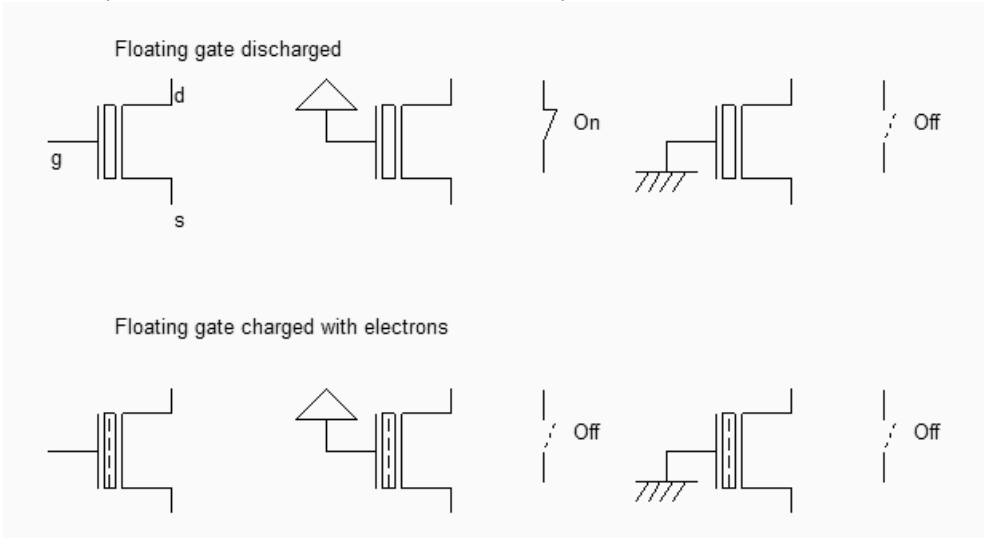 Floating gate discharged
d
On
Off
g
s
Floating gate charged with electrons
Off
Off